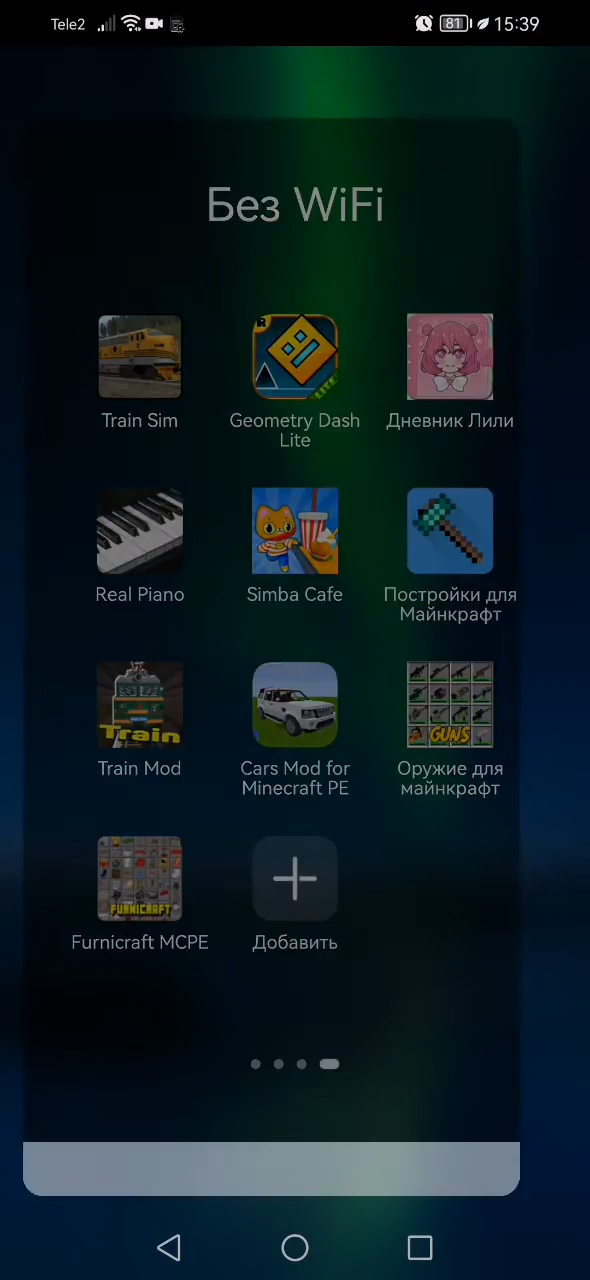 Tele2
81
15:39
Без WiFi
Train Sim
Geometry Dash
Lite
Дневник Лили
LITE
Real Piano
Simba Cafe
Постройки для
Майнкрафт
Train
GUNS
Train Mod
Cars Mod for
Minecraft PE
Оружие для
майнкрафт
FURNICRAFT
Furnicraft MCPE
Добавить